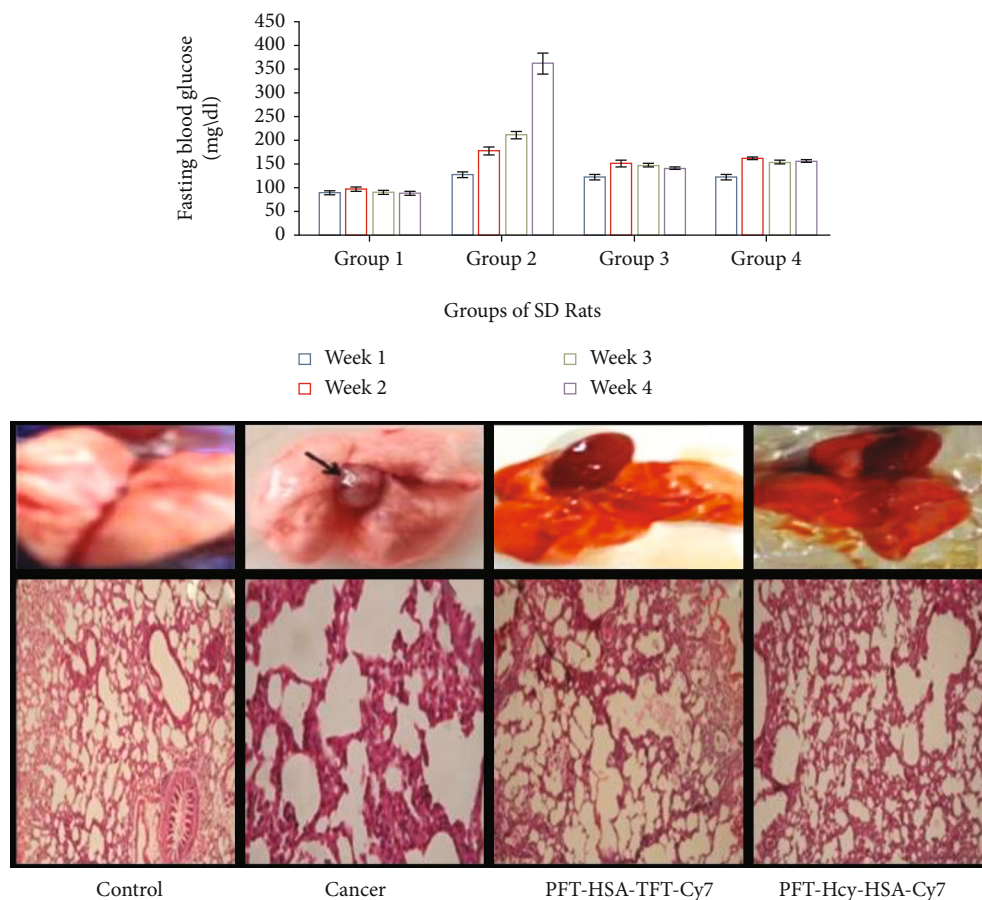 Fasting blood glucose
(mg\dl)
450
400
350
300
250
200
150
100
50
0
Group 1 Group 2 Group 3 Group 4
Groups of SD Rats
Week 1 Week 3
Week 2 Week 4
Control Cancer PFT-HSA-TFT-Cy7 PFT-Hcy-HSA-Cy7